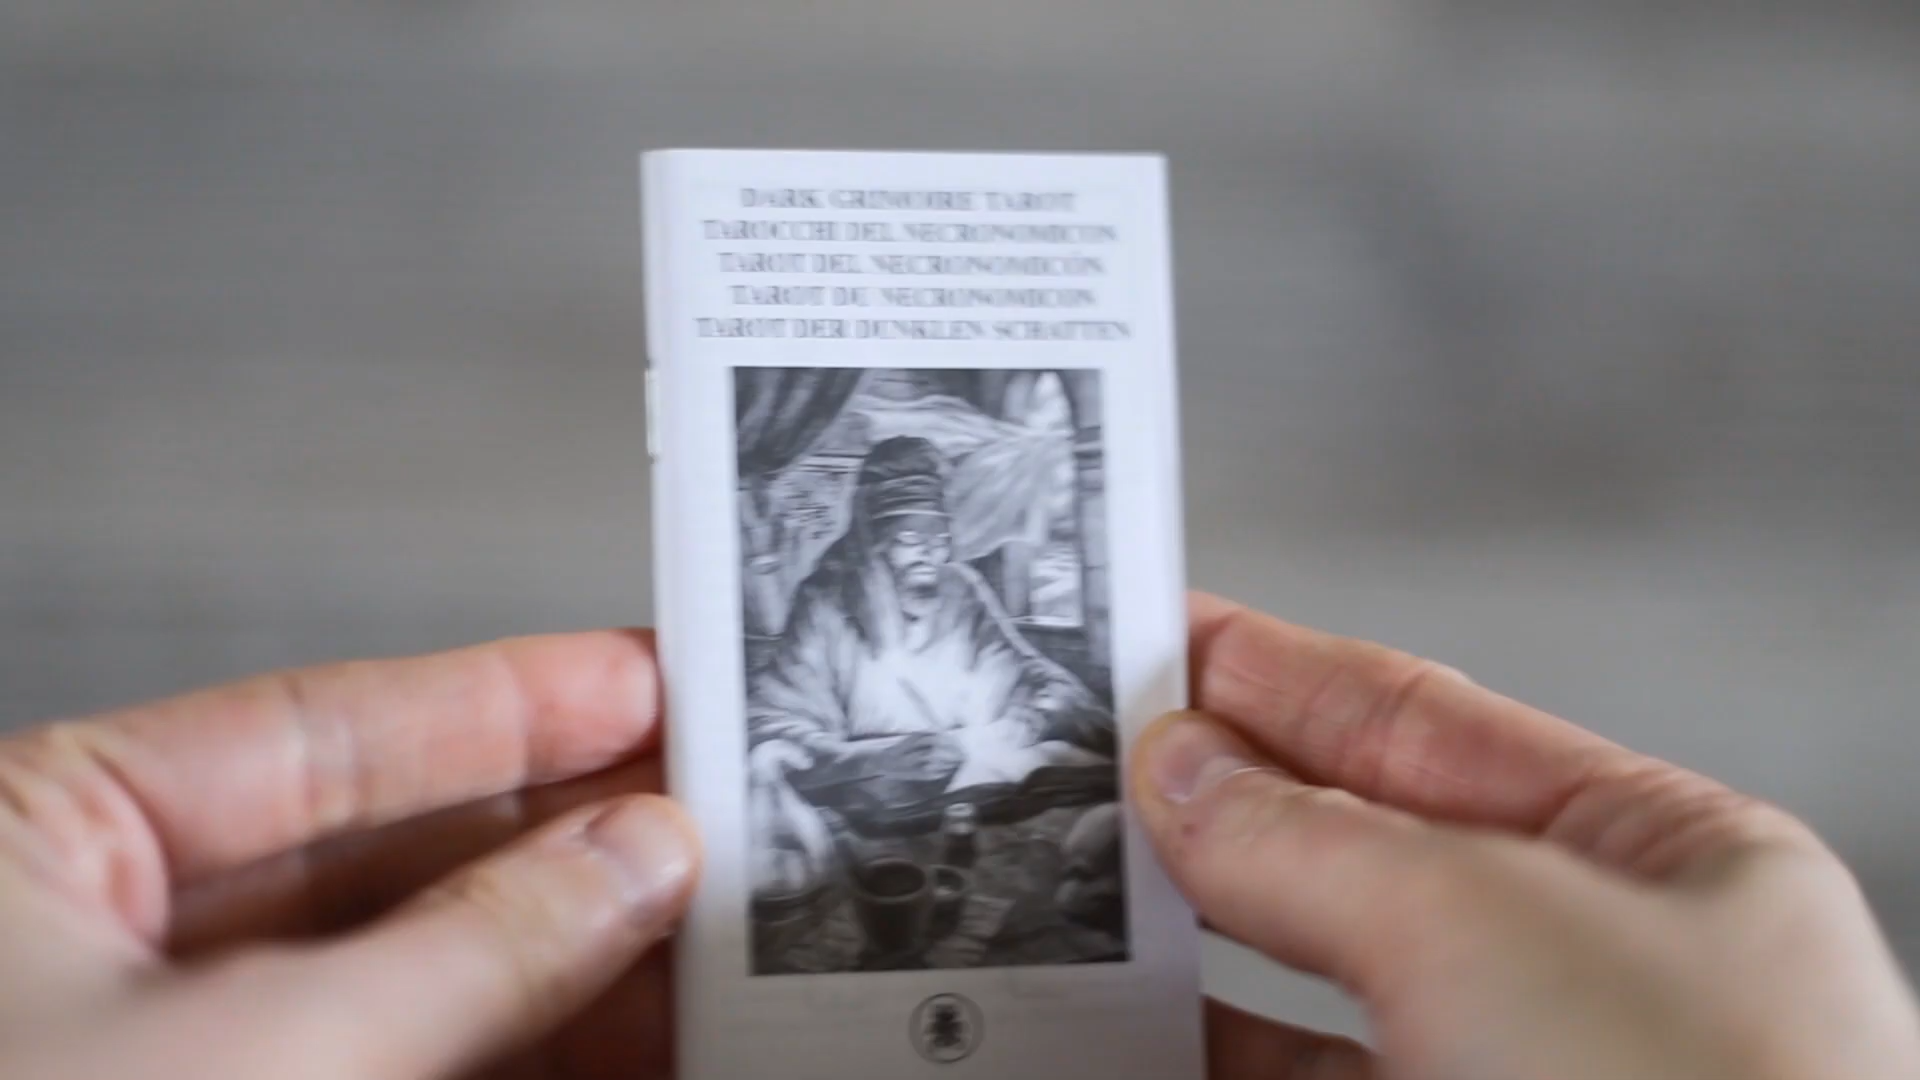 DARK GRIMOIRE TAROT
TAROCCHI DEL NECRONOMICON
TAROT DEL NECRONOMICÓN
TAROT DU NECRONOMICON
TAROT DER DUNKLEN SCHATTEN